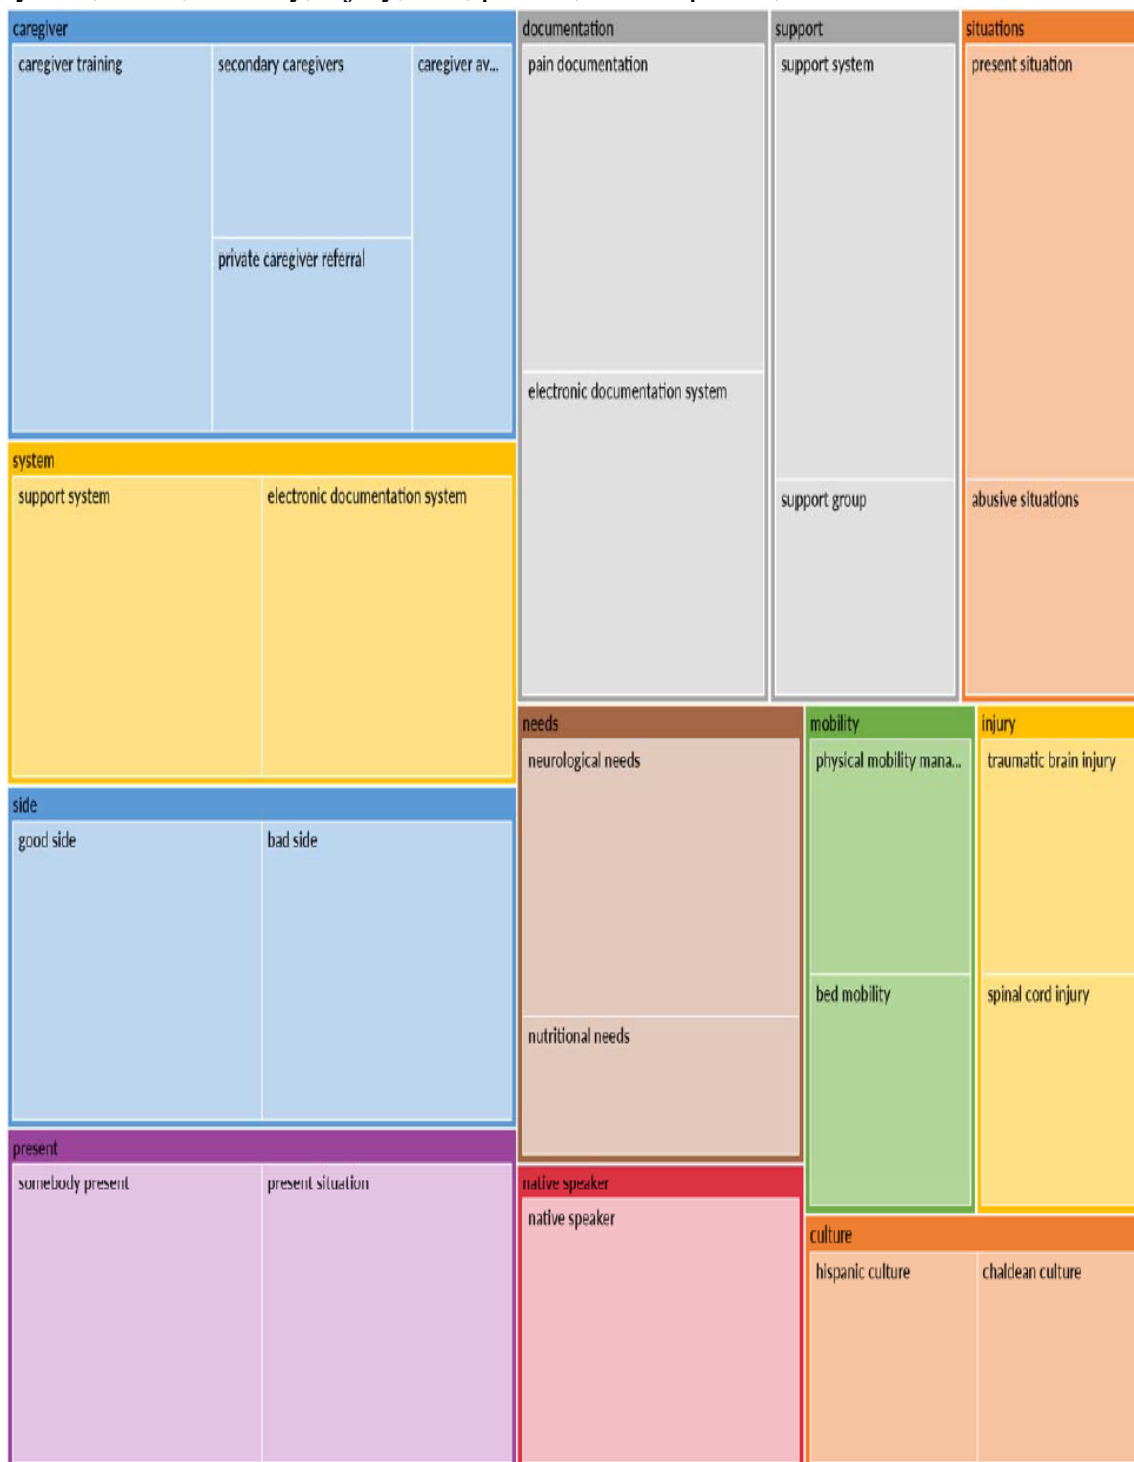 caregiver
caregiver training
secondary caregivers
caregiver av...
private caregiver referral
system
support system
electronic documentation system
side
good side
bad side
present
somebody present
present situation
documentation
pain documentation
electronic documentation system
support
support system
support group
situations
present situation
abusive situations
needs
neurological needs
nutritional needs
native speaker
native speaker
mobility
physical mobility mana...
bed mobility
injury
traumatic brain injury
spinal cord injury
culture
hispanic culture
chaldean culture